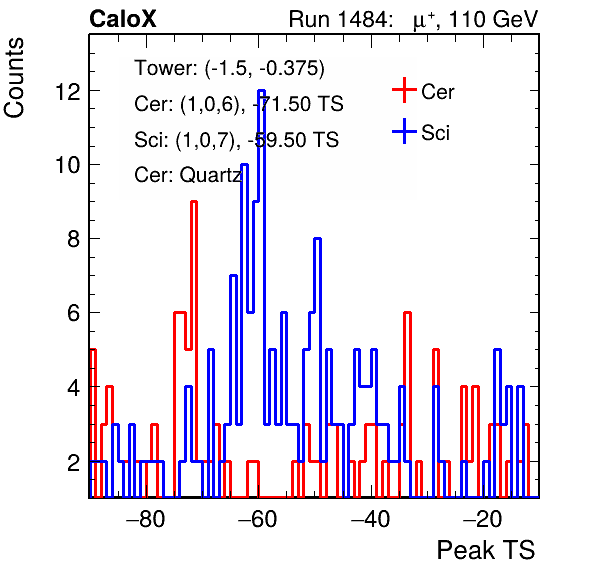 CaloX Run 1484: μ⁺, 110 GeV
Counts
Tower: (-1.5, -0.375)
Cer: (1,0,6), -71.50 TS
Sci: (1,0,7), -59.50 TS
Cer: Quartz
Cer
Sci
12
10
8
6
4
2
−80 −60 −40 −20
Peak TS